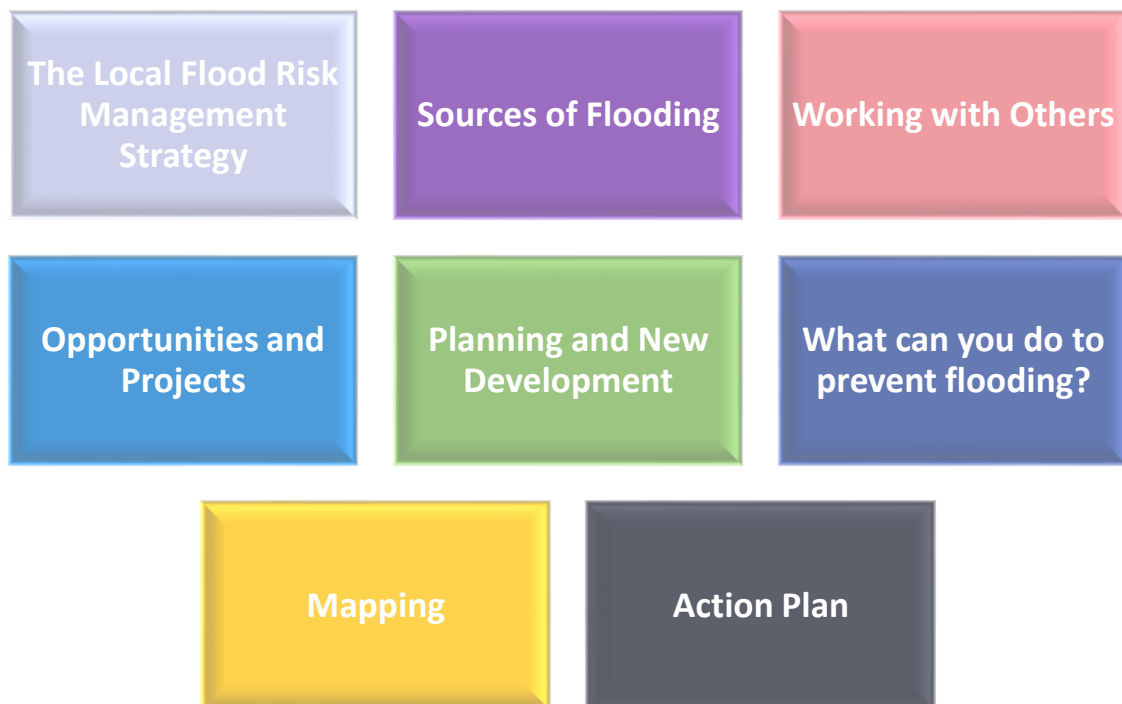 The Local Flood Risk
Management
Strategy
Sources of Flooding
Working with Others
Opportunities and
Projects
Planning and New
Development
What can you do to
prevent flooding?
Mapping
Action Plan